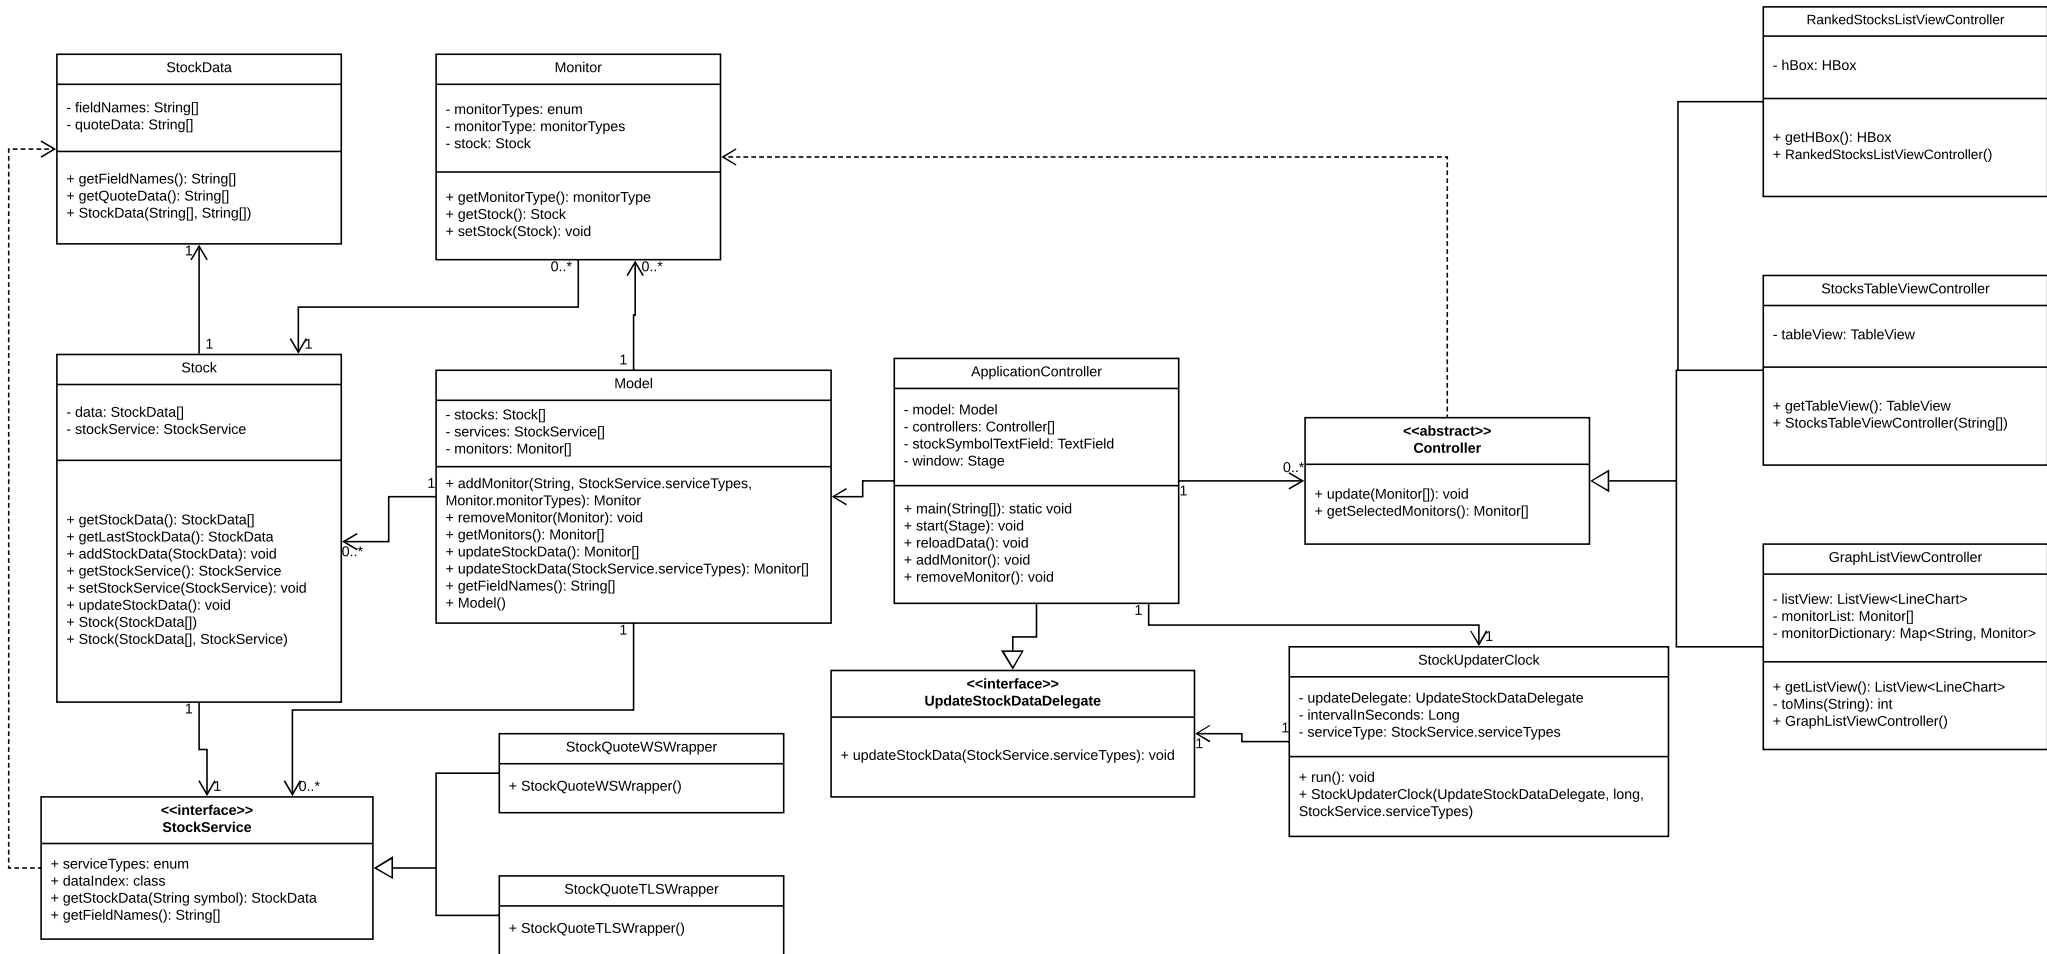 StockData
- fieldNames: String[]
- quoteData: String[]
+ getFieldNames(): String[]
+ getQuoteData(): String[]
+ StockData(String[], String[])
1
1
Monitor
- monitorTypes: enum
- monitorType: monitorTypes
- stock: Stock
+ getMonitorType(): monitorType
+ getStock(): Stock
+ setStock(Stock): void
0..*
0..*
1
1
Stock
- data: StockData[]
- stockService: StockService
+ getStockData(): StockData[]
+ getLastStockData(): StockData
+ addStockData(StockData): void
+ getStockService(): StockService
+ setStockService(StockService): void
+ updateStockData(): void
+ Stock(StockData[])
+ Stock(StockData[], StockService)
1
1
Model
- stocks: Stock[]
- services: StockService[]
- monitors: Monitor[]
+ addMonitor(String, StockService.serviceTypes,
Monitor.monitorTypes): Monitor
+ removeMonitor(Monitor): void
+ getMonitors(): Monitor[]
+ updateStockData(): Monitor[]
+ updateStockData(StockService.serviceTypes): Monitor[]
+ getFieldNames(): String[]
+ Model()
1
0..*
1
0..*
<<interface>>
StockService
+ serviceTypes: enum
+ dataIndex: class
+ getStockData(String symbol): StockData
+ getFieldNames(): String[]
StockQuoteWSWrapper
+ StockQuoteWSWrapper()
StockQuoteTLSWrapper
+ StockQuoteTLSWrapper()
ApplicationController
- model: Model
- controllers: Controller[]
- stockSymbolTextField: TextField
- window: Stage
+ main(String[]): static void
+ start(Stage): void
+ reloadData(): void
+ addMonitor(): void
+ removeMonitor(): void
1
0..*
1
1
<<interface>>
UpdateStockDataDelegate
+ updateStockData(StockService.serviceTypes): void
1
1
StockUpdaterClock
- updateDelegate: UpdateStockDataDelegate
- intervalInSeconds: Long
- serviceType: StockService.serviceTypes
+ run(): void
+ StockUpdaterClock(UpdateStockDataDelegate, long,
StockService.serviceTypes)
<<abstract>>
Controller
+ update(Monitor[]): void
+ getSelectedMonitors(): Monitor[]
RankedStocksListViewController
- hBox: HBox
+ getHBox(): HBox
+ RankedStocksListViewController()
StocksTableViewController
- tableView: TableView
+ getTableView(): TableView
+ StocksTableViewController(String[])
GraphListViewController
- listView: ListView<LineChart>
- monitorList: Monitor[]
- monitorDictionary: Map<String, Monitor>
+ getListView(): ListView<LineChart>
- toMins(String): int
+ GraphListViewController()